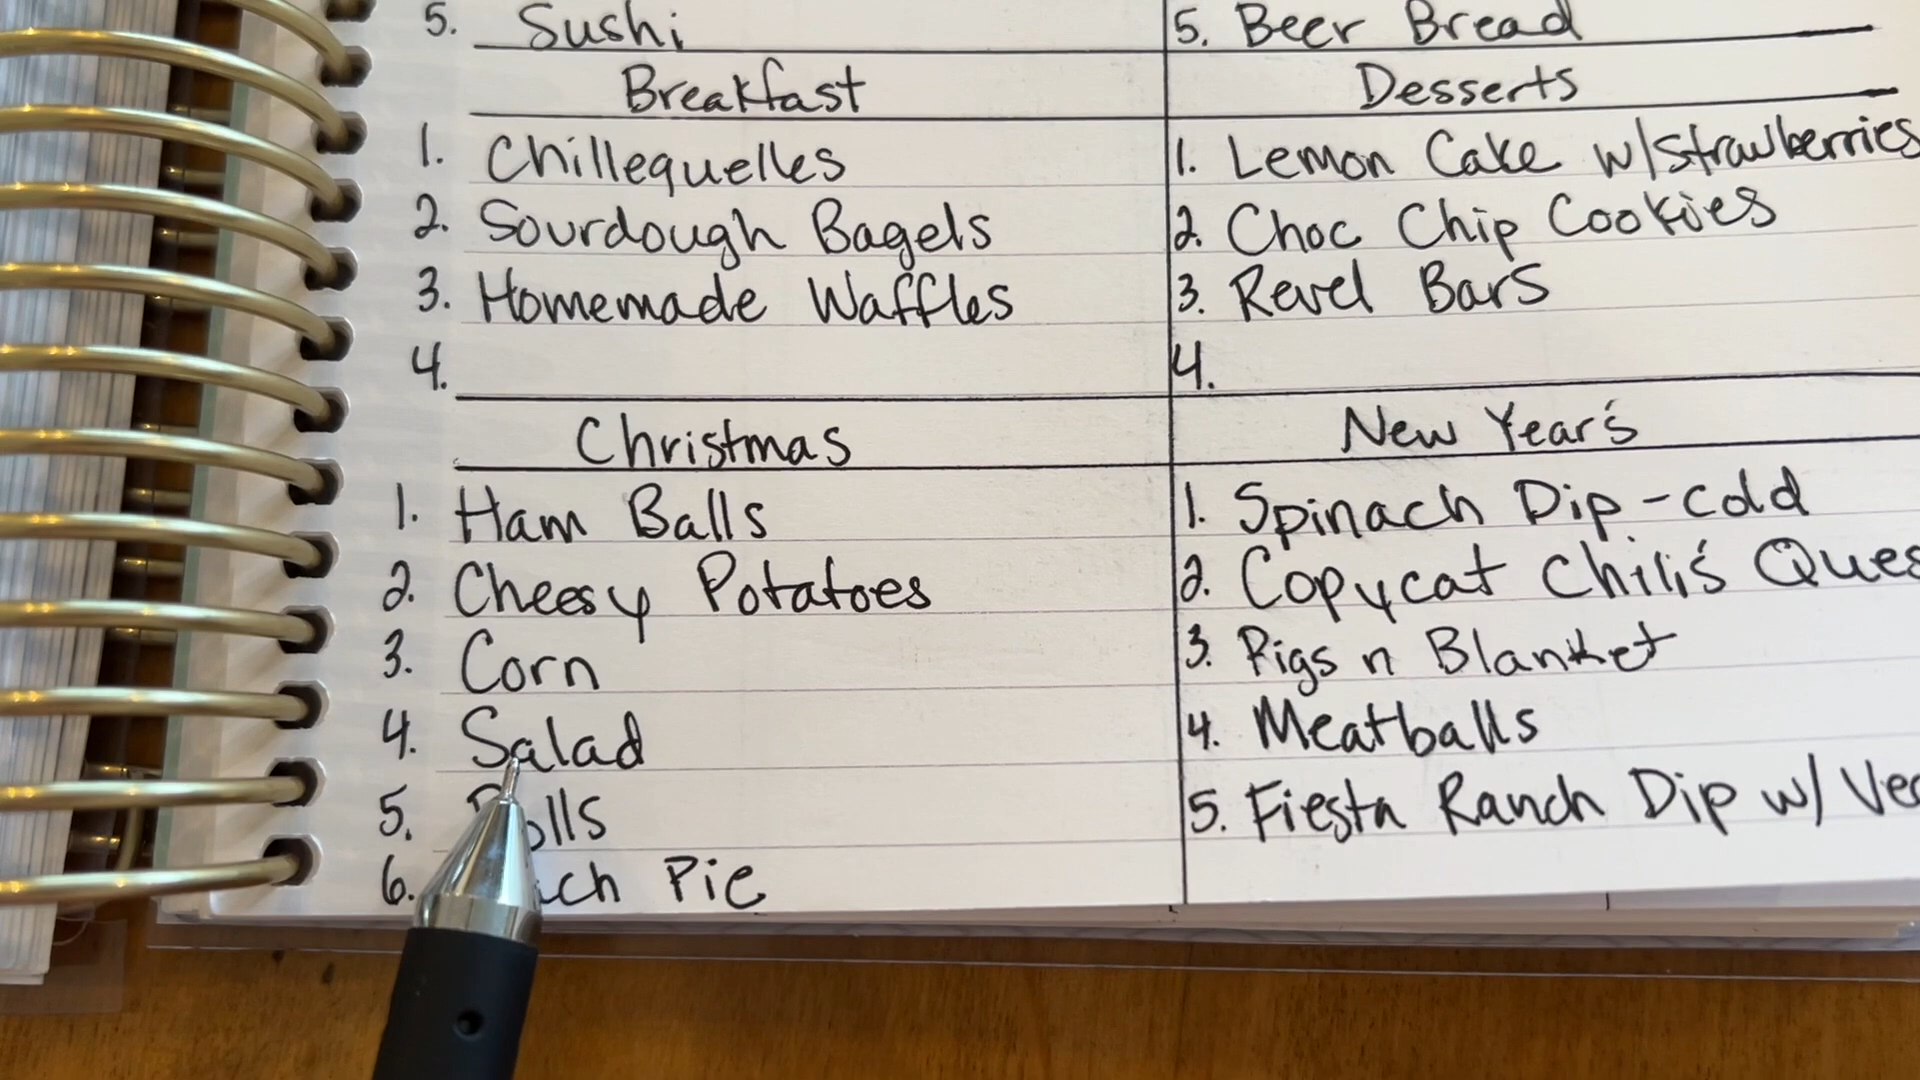 5. Sushi
Breakfast
1. Chillequelles
2. Sourdough Bagels
3. Homemade Waffles
4.
Christmas
1. Ham Balls
2. Cheesy Potatoes
3. Corn
4. Salad
5.
6. Pie
5. Beer Bread
Desserts
1. Lemon Cake w/strawberries
2. Choc Chip Cookies
3. Revel Bars
4.
New Year's
1. Spinach Dip - cold
2. Copycat Chili's Ques
3. Pigs n Blanket
4. Meatballs
5. Fiesta Ranch Dip w/